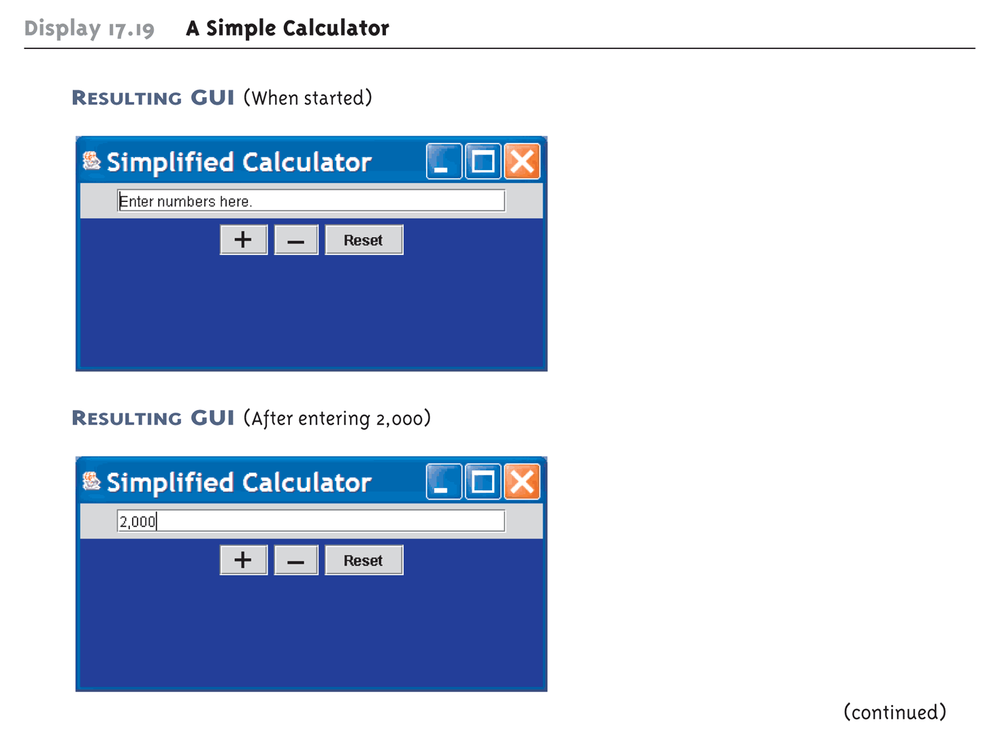 Display 17.19 A Simple Calculator
RESULTING GUI (When started)
Simplified Calculator
Enter numbers here.
+ – Reset
RESULTING GUI (After entering 2,000)
Simplified Calculator
2,000
+ – Reset
(continued)